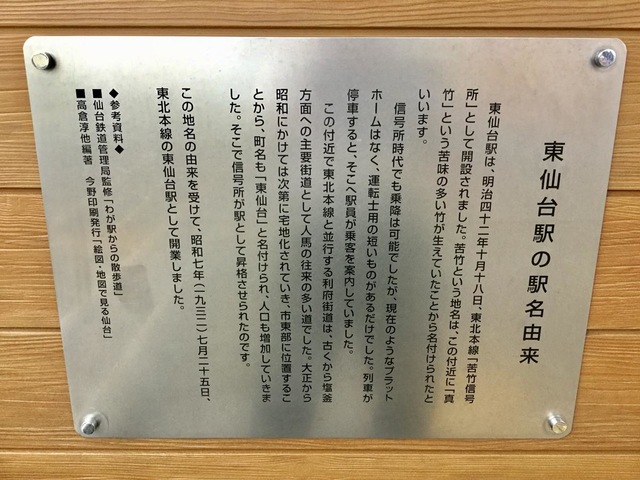 東仙台駅の駅名由来
東仙台駅は、明治四十二年十月十八日、東北本線「苦竹信号
所」として開設されました。苦竹という地名は、この付近に「真
竹」という苦味の多い竹が生えていたことから名付けられたと
いいます。
信号所時代でも乗降は可能でしたが、現在のようなプラット
ホームはなく、運転士用の短いものがあるだけでした。列車が
停車すると、そこへ駅員が乗客を案内していました。
この付近で東北本線と並行する利府街道は、古くから塩釜
方面への主要街道として人馬の往来の多い道でした。大正から
昭和にかけては次第に宅地化されていき、市東部に位置するこ
とから、町名も「東仙台」と名付けられ、人口も増加していきま
した。そこで信号所が駅として昇格させられたのです。
この地名の由来を受けて、昭和七年(一九三二)七月二十五日、
東北本線の東仙台駅として開業しました。
◆参考資料◆
■仙台鉄道管理局監修「わが駅からの散歩道」
■高倉淳他編著 今野印刷発行「絵図・地図で見る仙台」